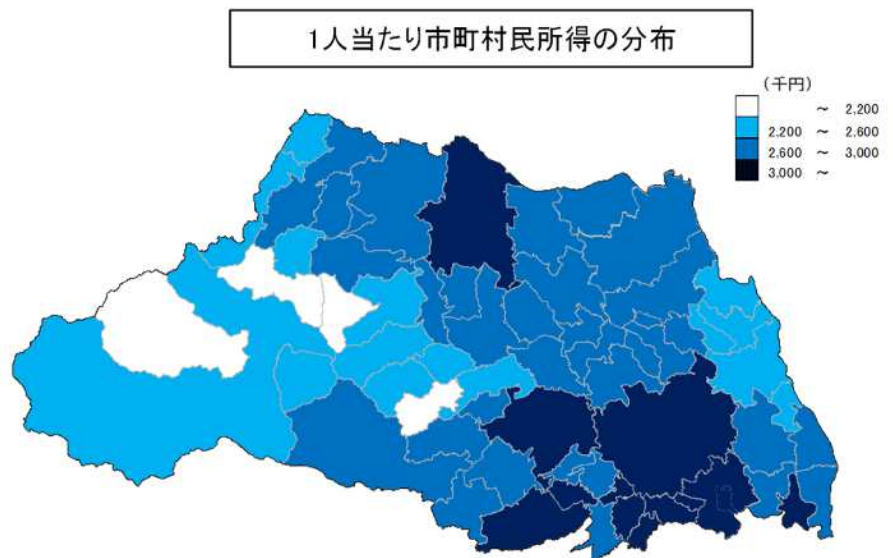 1人当たり市町村民所得の分布
（千円）
～ 2,200
2,200 ～ 2,600
2,600 ～ 3,000
3,000 ～